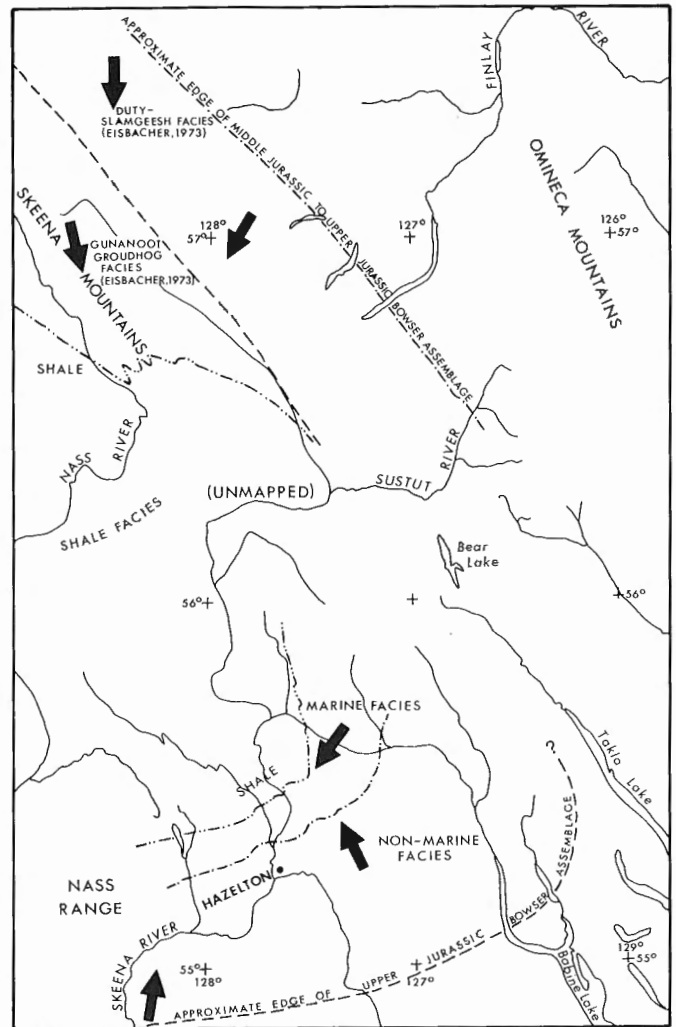 APPROXIMATE EDGE OF MIDDLE JURASSIC TO UPPER JURASSIC BOWSER ASSEMBLAGE
FINLAY
RIVER
DUTY-
SLAMGEESH FACIES
(EISBACHER, 1973)
OMINECA MOUNTAINS
SKEENA
MOUNTAINS
128°
57°
127°
126°
57°
GUNANOOT
GROUDHOG
FACIES
(EISBACHER, 1973)
SHALE
NASS
RIVER
(UNMAPPED)
SUSTUT
RIVER
SHALE FACIES
Bear
Lake
56°
56°
MARINE FACIES
SHALE
?
Takla Lake
NON-MARINE
FACIES
NASS
RANGE
HAZELTON
SKEENA RIVER
55°
128°
127°
129°
55°
APPROXIMATE EDGE OF UPPER JURASSIC BOWSER ASSEMBLAGE
Babine Lake